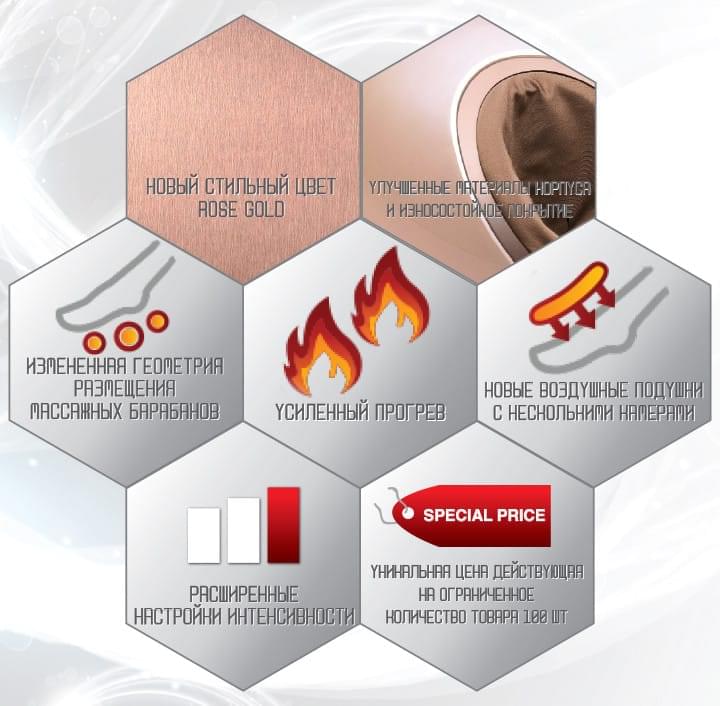 НОВЫЙ СТИЛЬНЫЙ ЦВЕТ
ROSE GOLD
УЛУЧШЕННЫЕ МАТЕРИАЛЫ КОРПУСА
И ИЗНОСОСТОЙКОЕ ПОКРЫТИЕ
ИЗМЕНЕННАЯ ГЕОМЕТРИЯ
РАЗМЕЩЕНИЯ
МАССАЖНЫХ БАРАБАНОВ
УСИЛЕННЫЙ ПРОГРЕВ
НОВЫЕ ВОЗДУШНЫЕ ПОДУШКИ
С НЕСКОЛЬКИМИ КАМЕРАМИ
РАСШИРЕННЫЕ
НАСТРОЙКИ ИНТЕНСИВНОСТИ
SPECIAL PRICE
УНИКАЛЬНАЯ ЦЕНА ДЕЙСТВУЮЩАЯ
НА ОГРАНИЧЕННОЕ
КОЛИЧЕСТВО ТОВАРА 100 ШТ